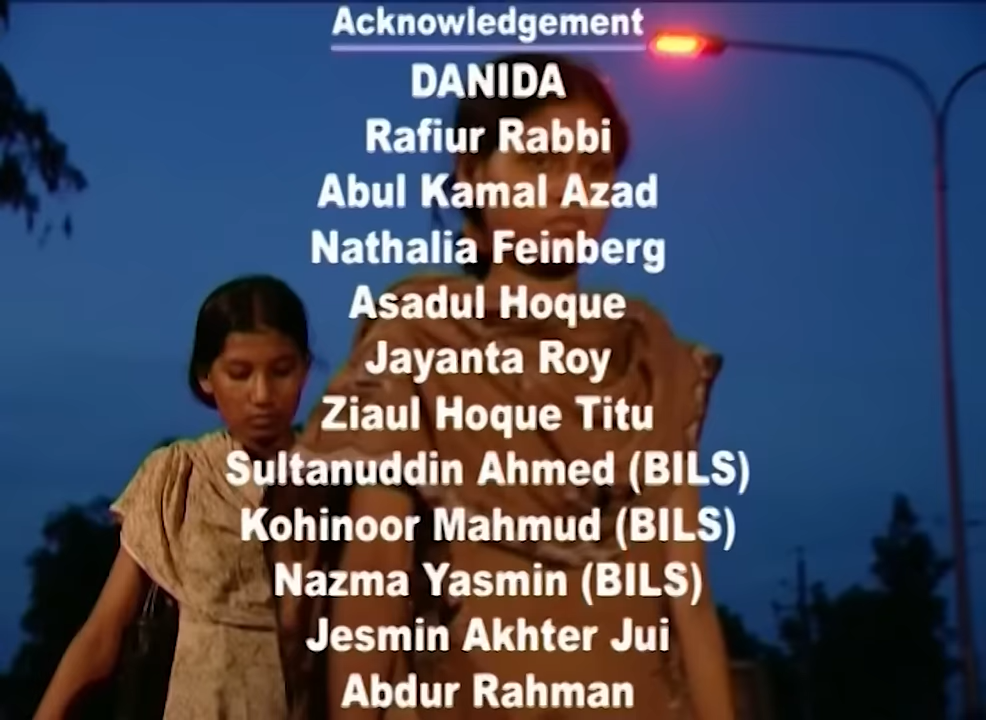 Acknowledgement
DANIDA
Rafiur Rabbi
Abul Kamal Azad
Nathalia Feinberg
Asadul Hoque
Jayanta Roy
Ziaul Hoque Titu
Sultanuddin Ahmed (BILS)
Kohinoor Mahmud (BILS)
Nazma Yasmin (BILS)
Jesmin Akhter Jui
Abdur Rahman